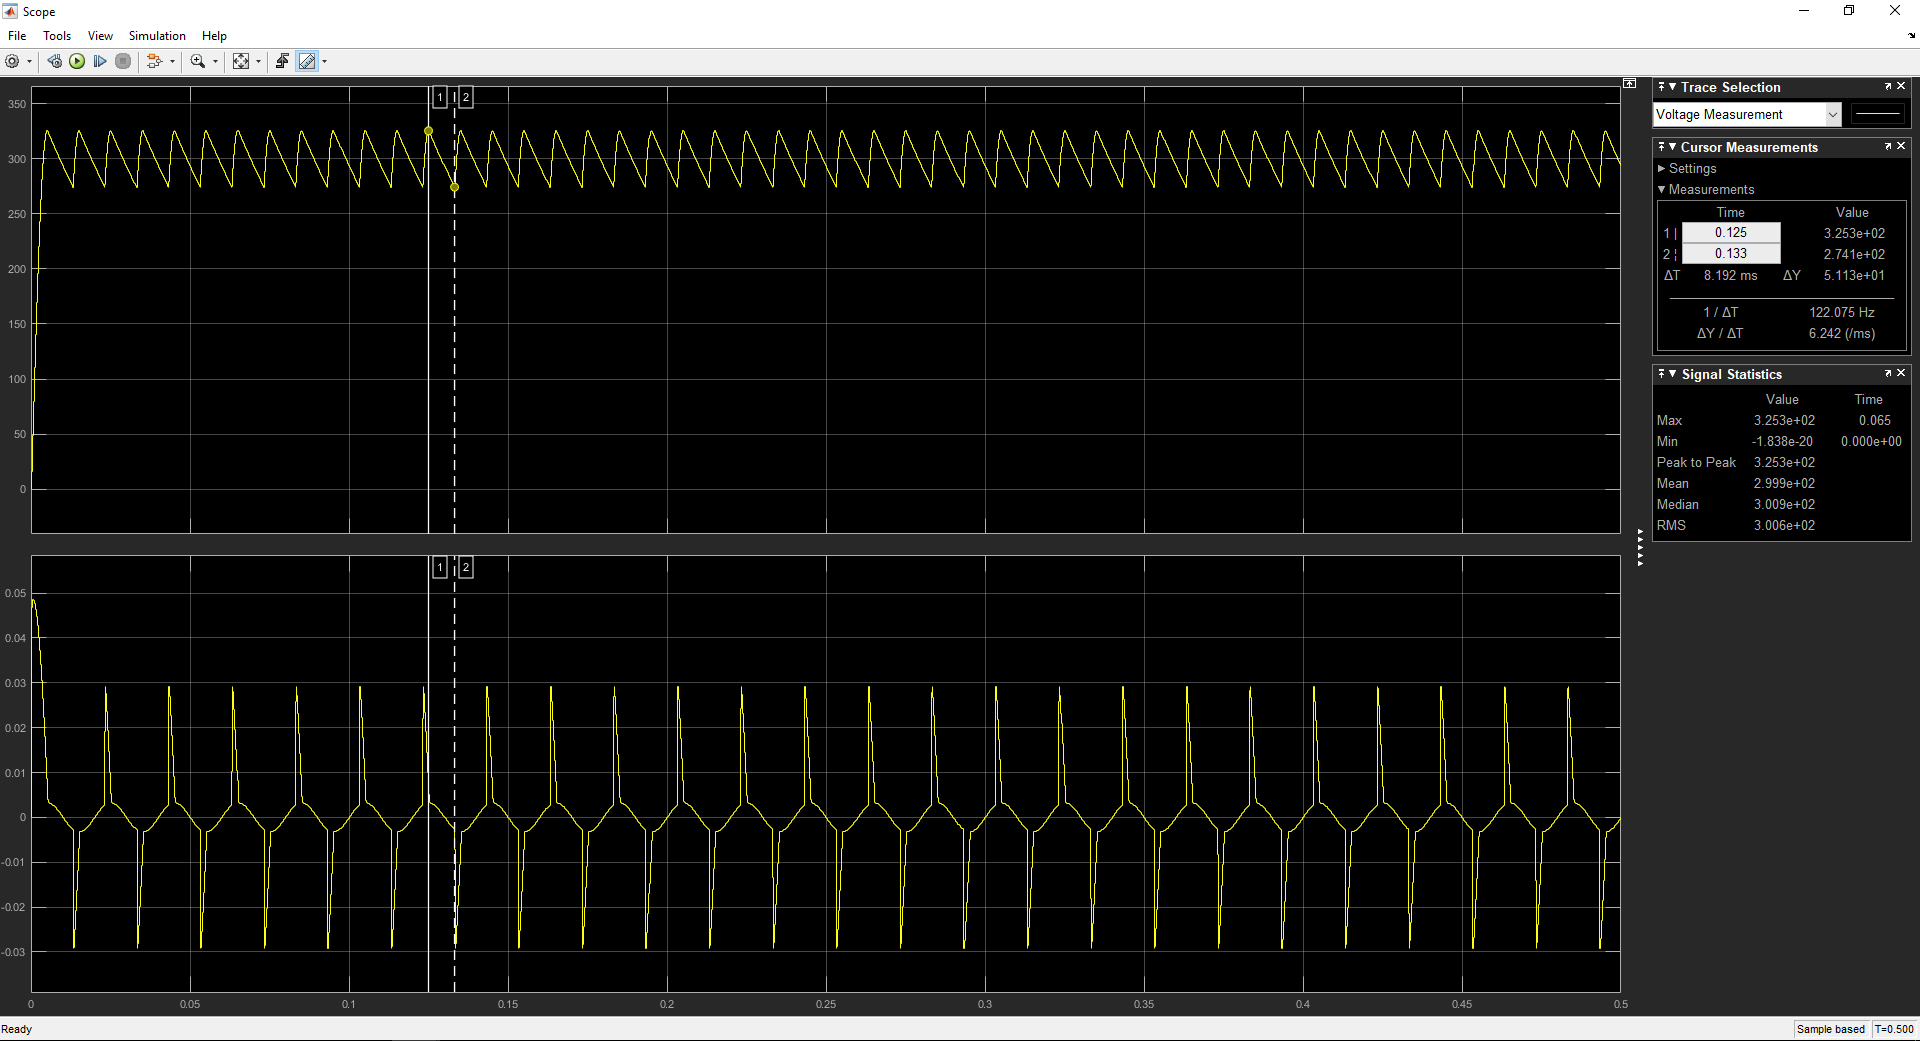 Scope
File Tools View Simulation Help
350
300
250
200
150
100
50
0
1 2
0.05
0.04
0.03
0.02
0.01
0
-0.01
-0.02
-0.03
1 2
0 0.05 0.1 0.15 0.2 0.25 0.3 0.35 0.4 0.45 0.5
Trace Selection
Voltage Measurement
Cursor Measurements
Settings
Measurements
Time Value
1 | 0.125 3.253e+02
2 ¦ 0.133 2.741e+02
ΔT 8.192 ms ΔY 5.113e+01
1 / ΔT 122.075 Hz
ΔY / ΔT 6.242 (/ms)
Signal Statistics
Value Time
Max 3.253e+02 0.065
Min -1.838e-20 0.000e+00
Peak to Peak 3.253e+02
Mean 2.999e+02
Median 3.009e+02
RMS 3.006e+02
Ready Sample based T=0.500